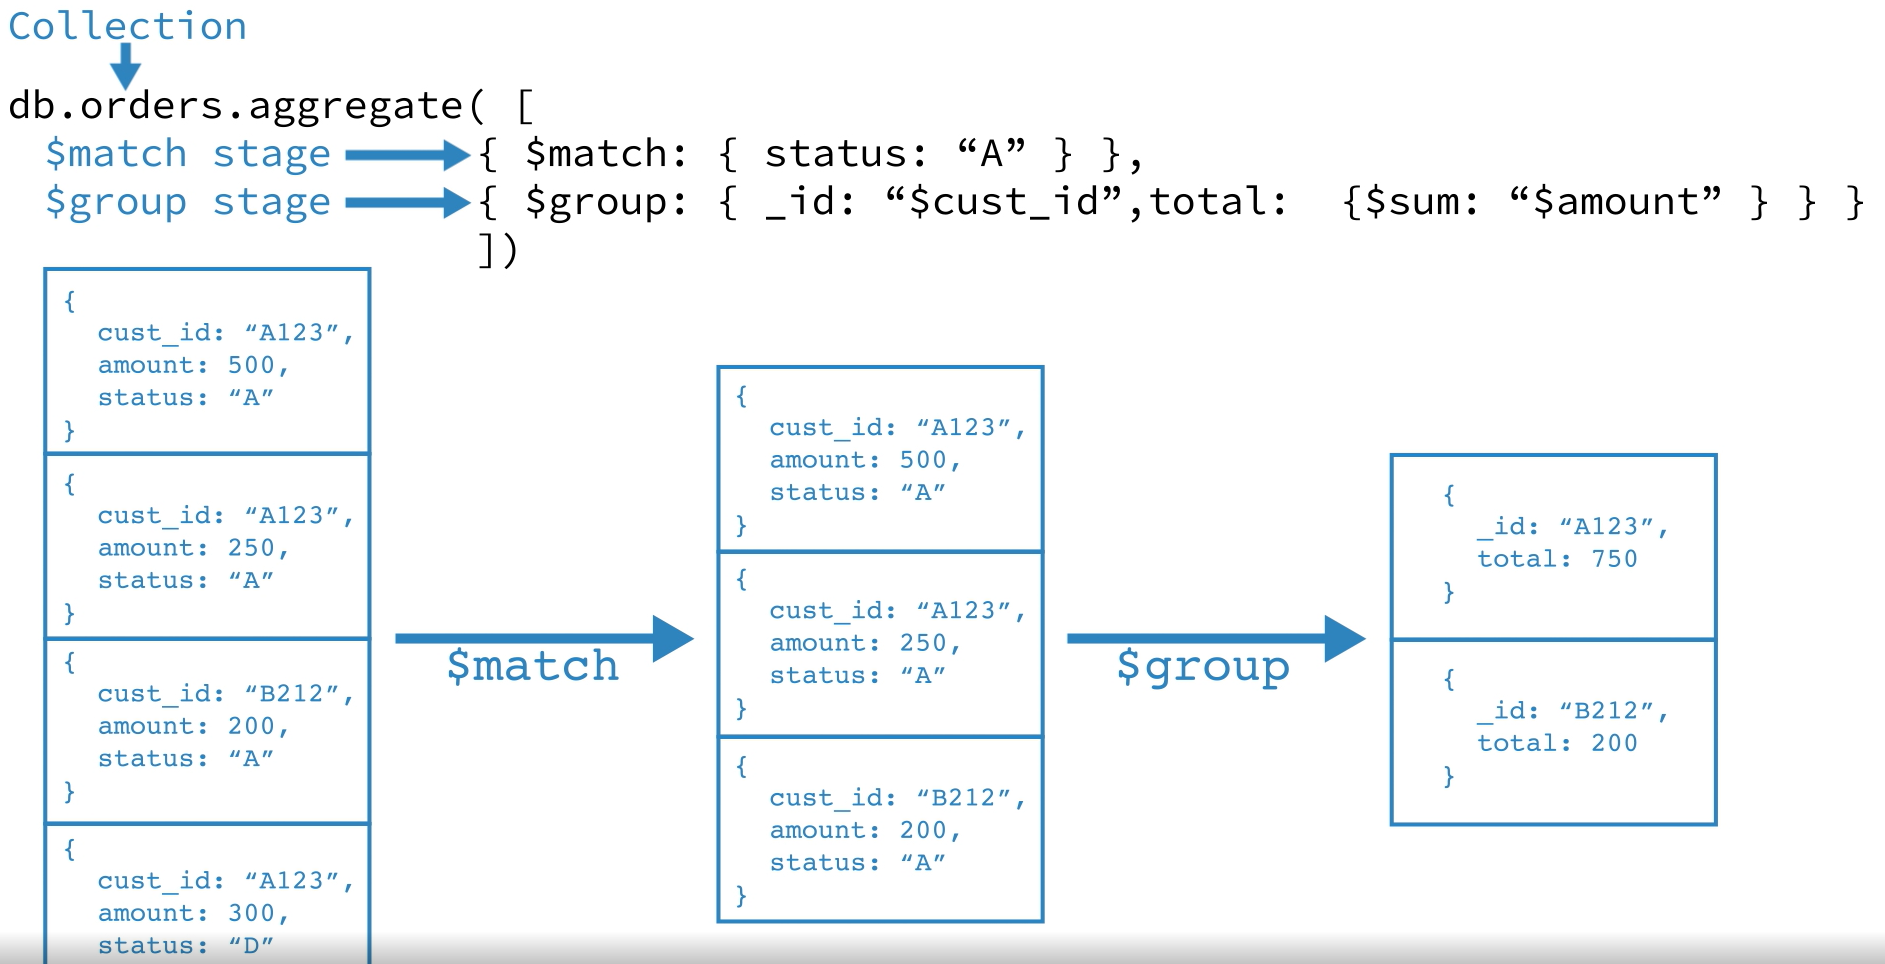 Collection
db.orders.aggregate( [
$match stage { $match: { status: “A” } },
$group stage { $group: { _id: “$cust_id”,total: {$sum: “$amount” } } }
])
{
cust_id: “A123”,
amount: 500,
status: “A”
}
{
cust_id: “A123”,
amount: 250,
status: “A”
}
{
cust_id: “B212”,
amount: 200,
status: “A”
}
{
cust_id: “A123”,
amount: 300,
status: “D”
$match
{
cust_id: “A123”,
amount: 500,
status: “A”
}
{
cust_id: “A123”,
amount: 250,
status: “A”
}
{
cust_id: “B212”,
amount: 200,
status: “A”
}
$group
{
_id: “A123”,
total: 750
}
{
_id: “B212”,
total: 200
}